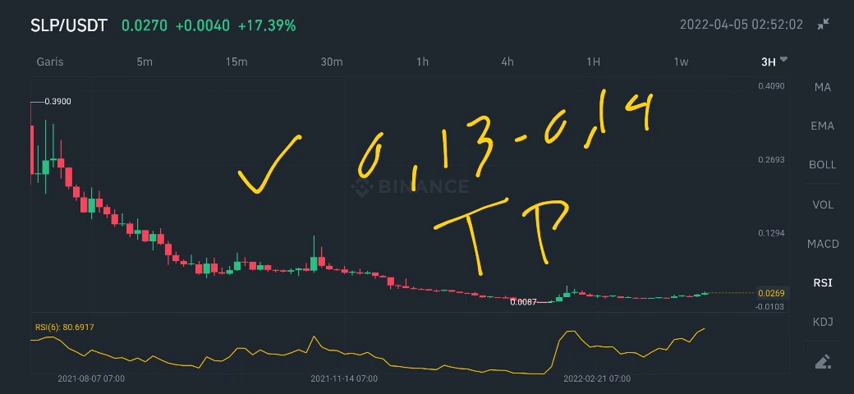 SLP/USDT 0.0270 +0.0040 +17.39% 2022-04-05 02:52:02
Garis 5m 15m 30m 1h 4h 1H 1w 3H
0.4090
MA
0.3900
0,13-0,14
EMA
0.2693
BOLL
BINANCE
VOL
TP
0.1294
MACD
RSI
0.0269
0.0087
-0.0103
KDJ
RSI(6): 80.6917
2021-08-07 07:00 2021-11-14 07:00 2022-02-21 07:00